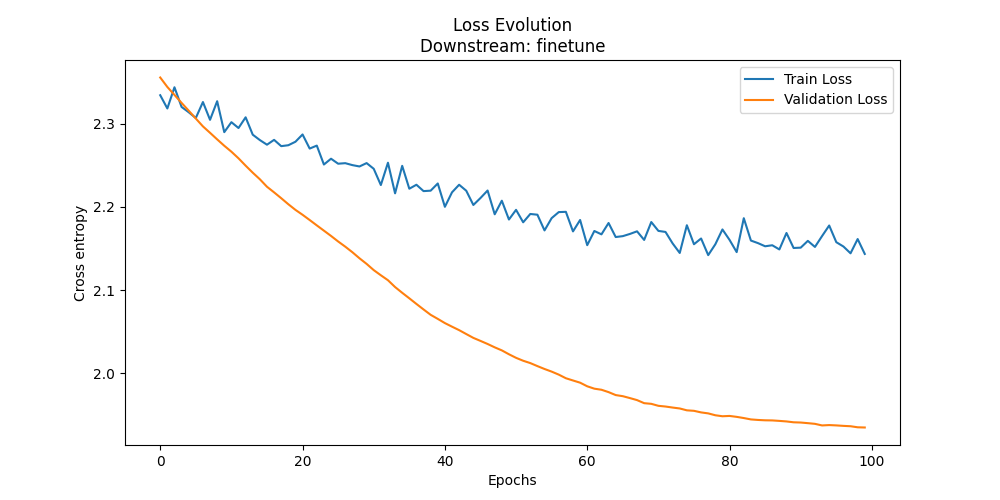 Loss Evolution
Downstream: finetune
Train Loss
Validation Loss
2.3
2.2
2.1
2.0
Cross entropy
0 20 40 60 80 100
Epochs